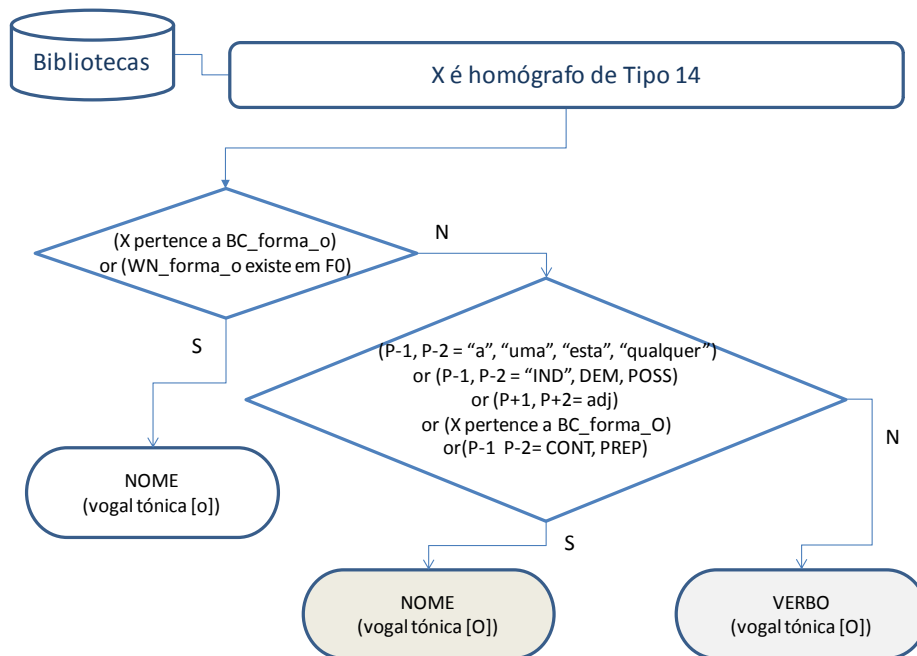 Bibliotecas
X é homógrafo de Tipo 14
(X pertence a BC_forma_o)
or (WN_forma_o existe em F0)
N
S
(P-1, P-2 = “a”, “uma”, “esta”, “qualquer”)
or (P-1, P-2 = “IND”, DEM, POSS)
or (P+1, P+2= adj)
or (X pertence a BC_forma_O)
or(P-1 P-2= CONT, PREP)
N
S
NOME
(vogal tónica [o])
NOME
(vogal tónica [O])
VERBO
(vogal tónica [O])